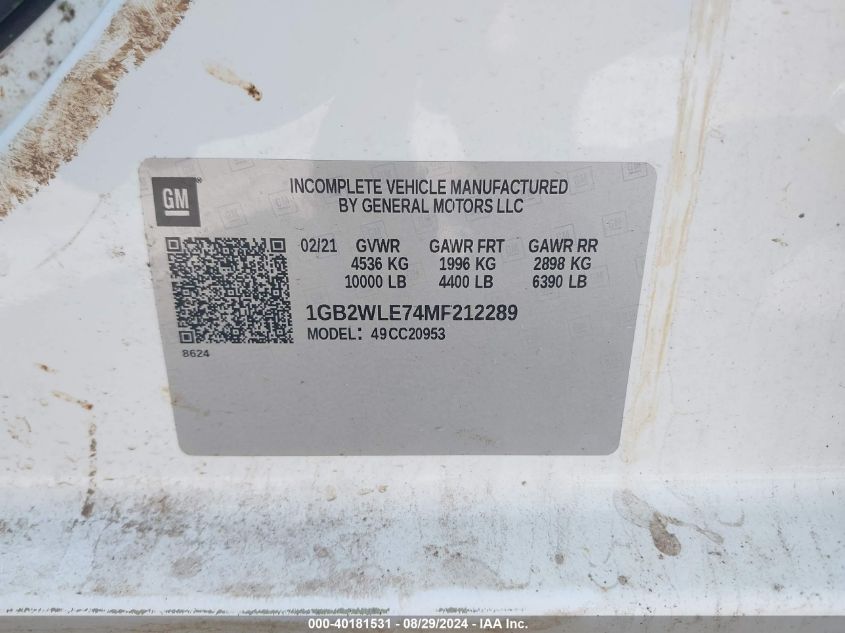 GM®
INCOMPLETE VEHICLE MANUFACTURED
BY GENERAL MOTORS LLC
02/21 GVWR GAWR FRT GAWR RR
4536 KG 1996 KG 2898 KG
10000 LB 4400 LB 6390 LB
1GB2WLE74MF212289
MODEL: 49CC20953
8624
000-40181531 - 08/29/2024 - IAA Inc.